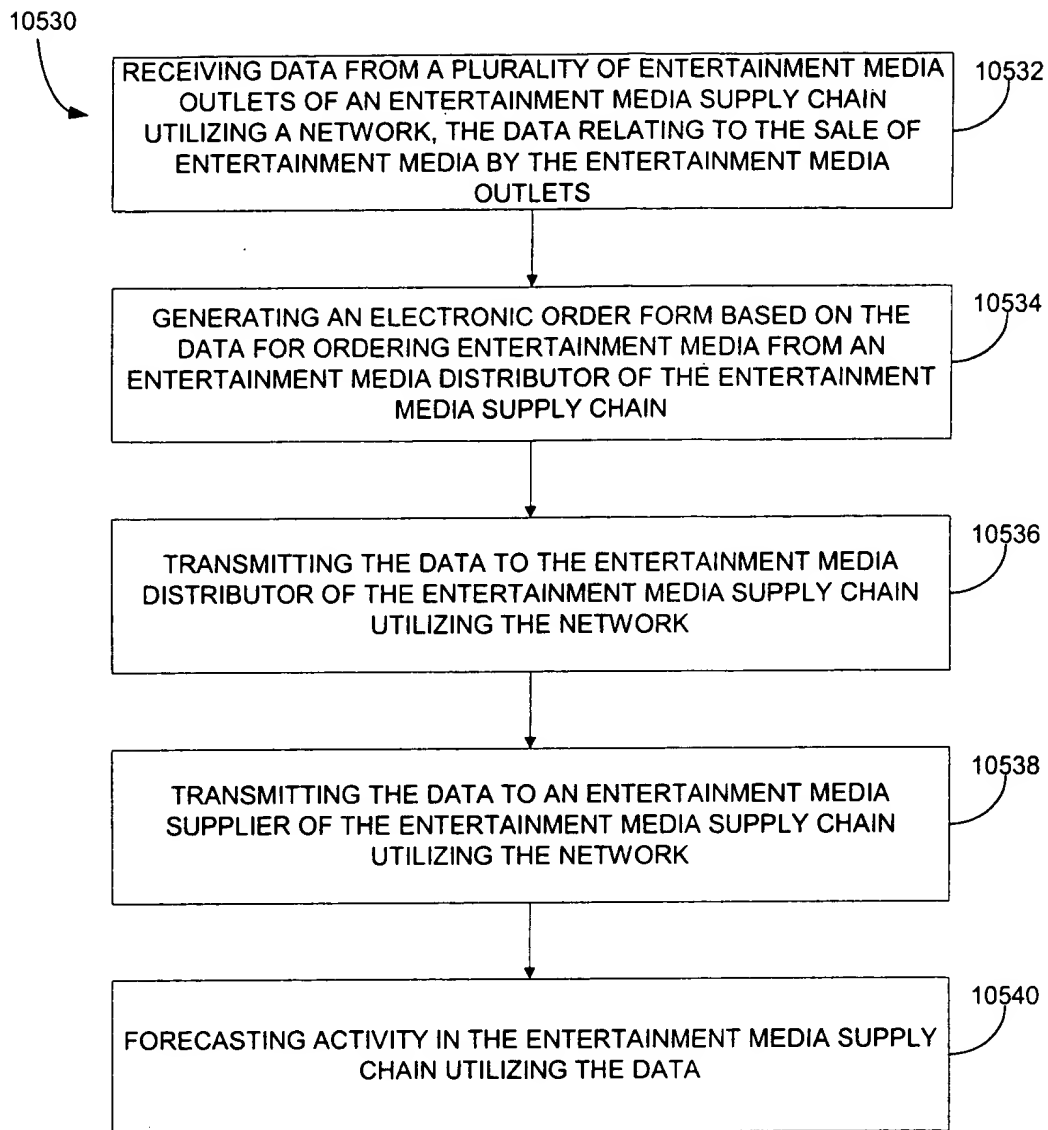 10530
RECEIVING DATA FROM A PLURALITY OF ENTERTAINMENT MEDIA
OUTLETS OF AN ENTERTAINMENT MEDIA SUPPLY CHAIN
UTILIZING A NETWORK, THE DATA RELATING TO THE SALE OF
ENTERTAINMENT MEDIA BY THE ENTERTAINMENT MEDIA
OUTLETS
10532
GENERATING AN ELECTRONIC ORDER FORM BASED ON THE
DATA FOR ORDERING ENTERTAINMENT MEDIA FROM AN
ENTERTAINMENT MEDIA DISTRIBUTOR OF THE ENTERTAINMENT
MEDIA SUPPLY CHAIN
10534
TRANSMITTING THE DATA TO THE ENTERTAINMENT MEDIA
DISTRIBUTOR OF THE ENTERTAINMENT MEDIA SUPPLY CHAIN
UTILIZING THE NETWORK
10536
TRANSMITTING THE DATA TO AN ENTERTAINMENT MEDIA
SUPPLIER OF THE ENTERTAINMENT MEDIA SUPPLY CHAIN
UTILIZING THE NETWORK
10538
FORECASTING ACTIVITY IN THE ENTERTAINMENT MEDIA SUPPLY
CHAIN UTILIZING THE DATA
10540